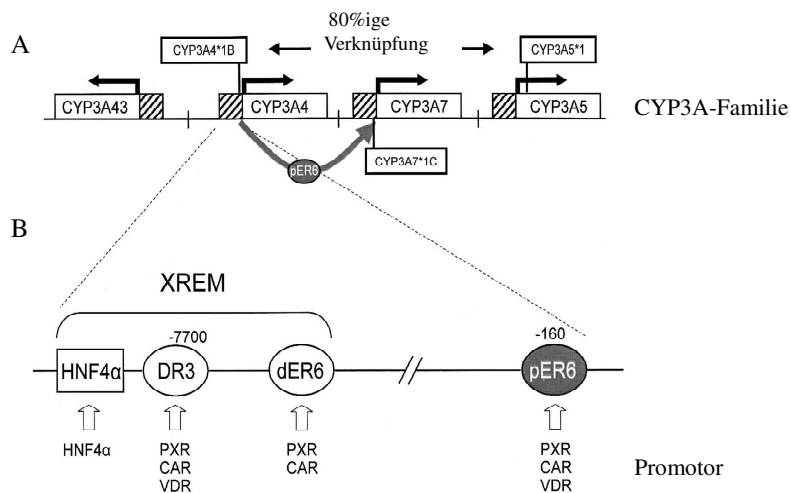 A
80%ige
Verknüpfung
CYP3A4*1B
CYP3A5*1
CYP3A43
CYP3A4
CYP3A7
CYP3A5
CYP3A-Familie
pER6
CYP3A7*1C
B
XREM
-7700
-160
HNF4α
DR3
dER6
pER6
HNF4α
PXR
CAR
VDR
PXR
CAR
PXR
CAR
VDR
Promotor